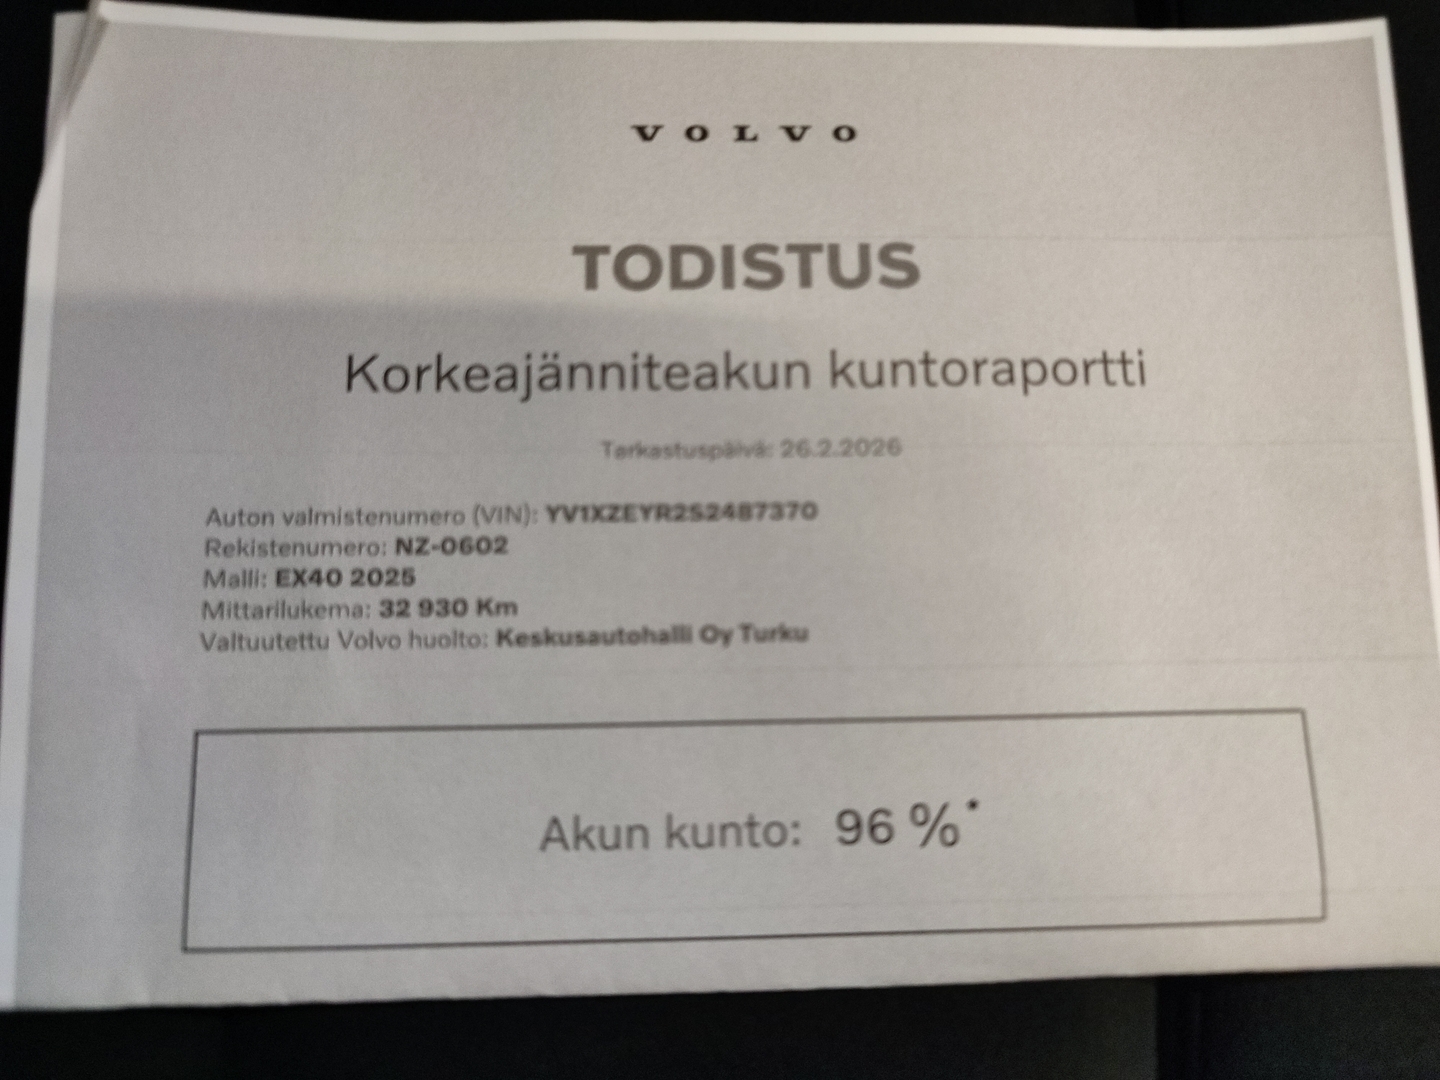 VOLVO
TODISTUS
Korkeajänniteakun kuntoraportti
Tarkastuspäivä: 26.2.2026
Auton valmistenumero (VIN): YV1XZEYR2S2487370
Rekistenumero: NZ-0602
Malli: EX40 2025
Mittarilukema: 32 930 Km
Valtuutettu Volvo huolto: Keskusautohalli Oy Turku
Akun kunto: 96 %*